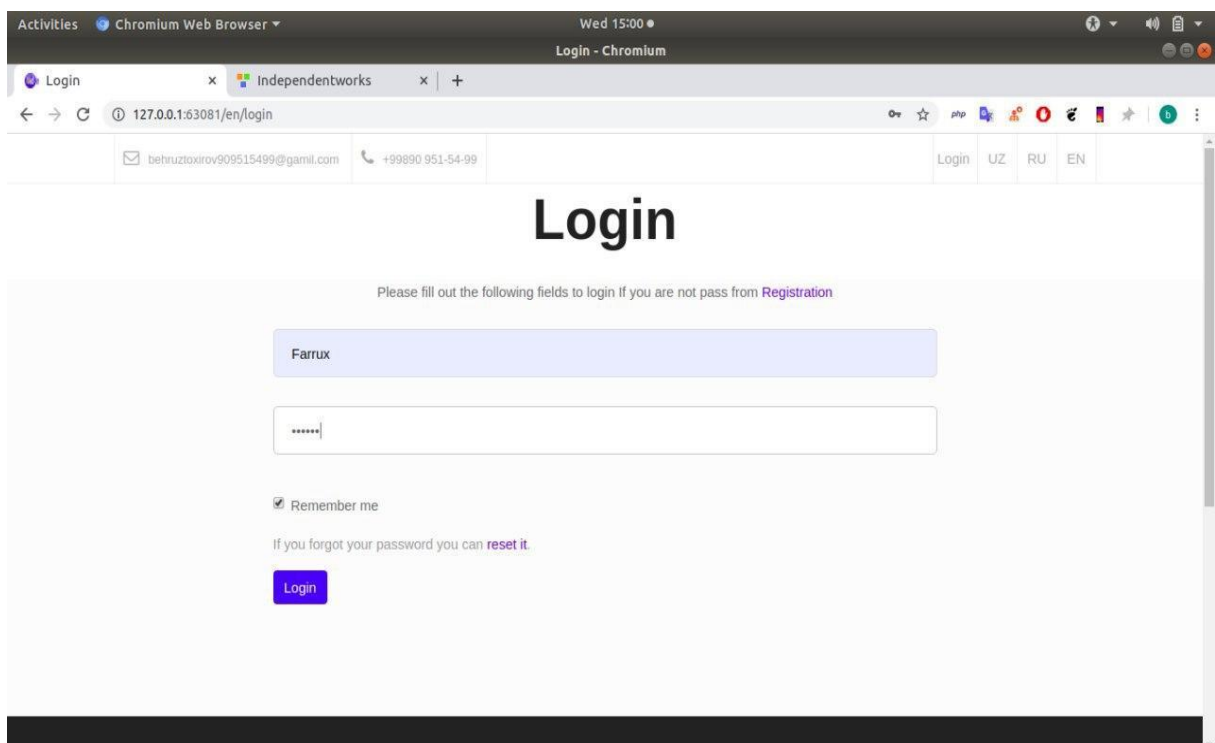 Activities Chromium Web Browser Wed 15:00
Login - Chromium
Login Independentworks
127.0.0.1:63081/en/login php b
behruztoxirov909515499@gamil.com +99890 951-54-99 Login UZ RU EN
Login
Please fill out the following fields to login If you are not pass from Registration
Farrux
••••••
Remember me
If you forgot your password you can reset it.
Login